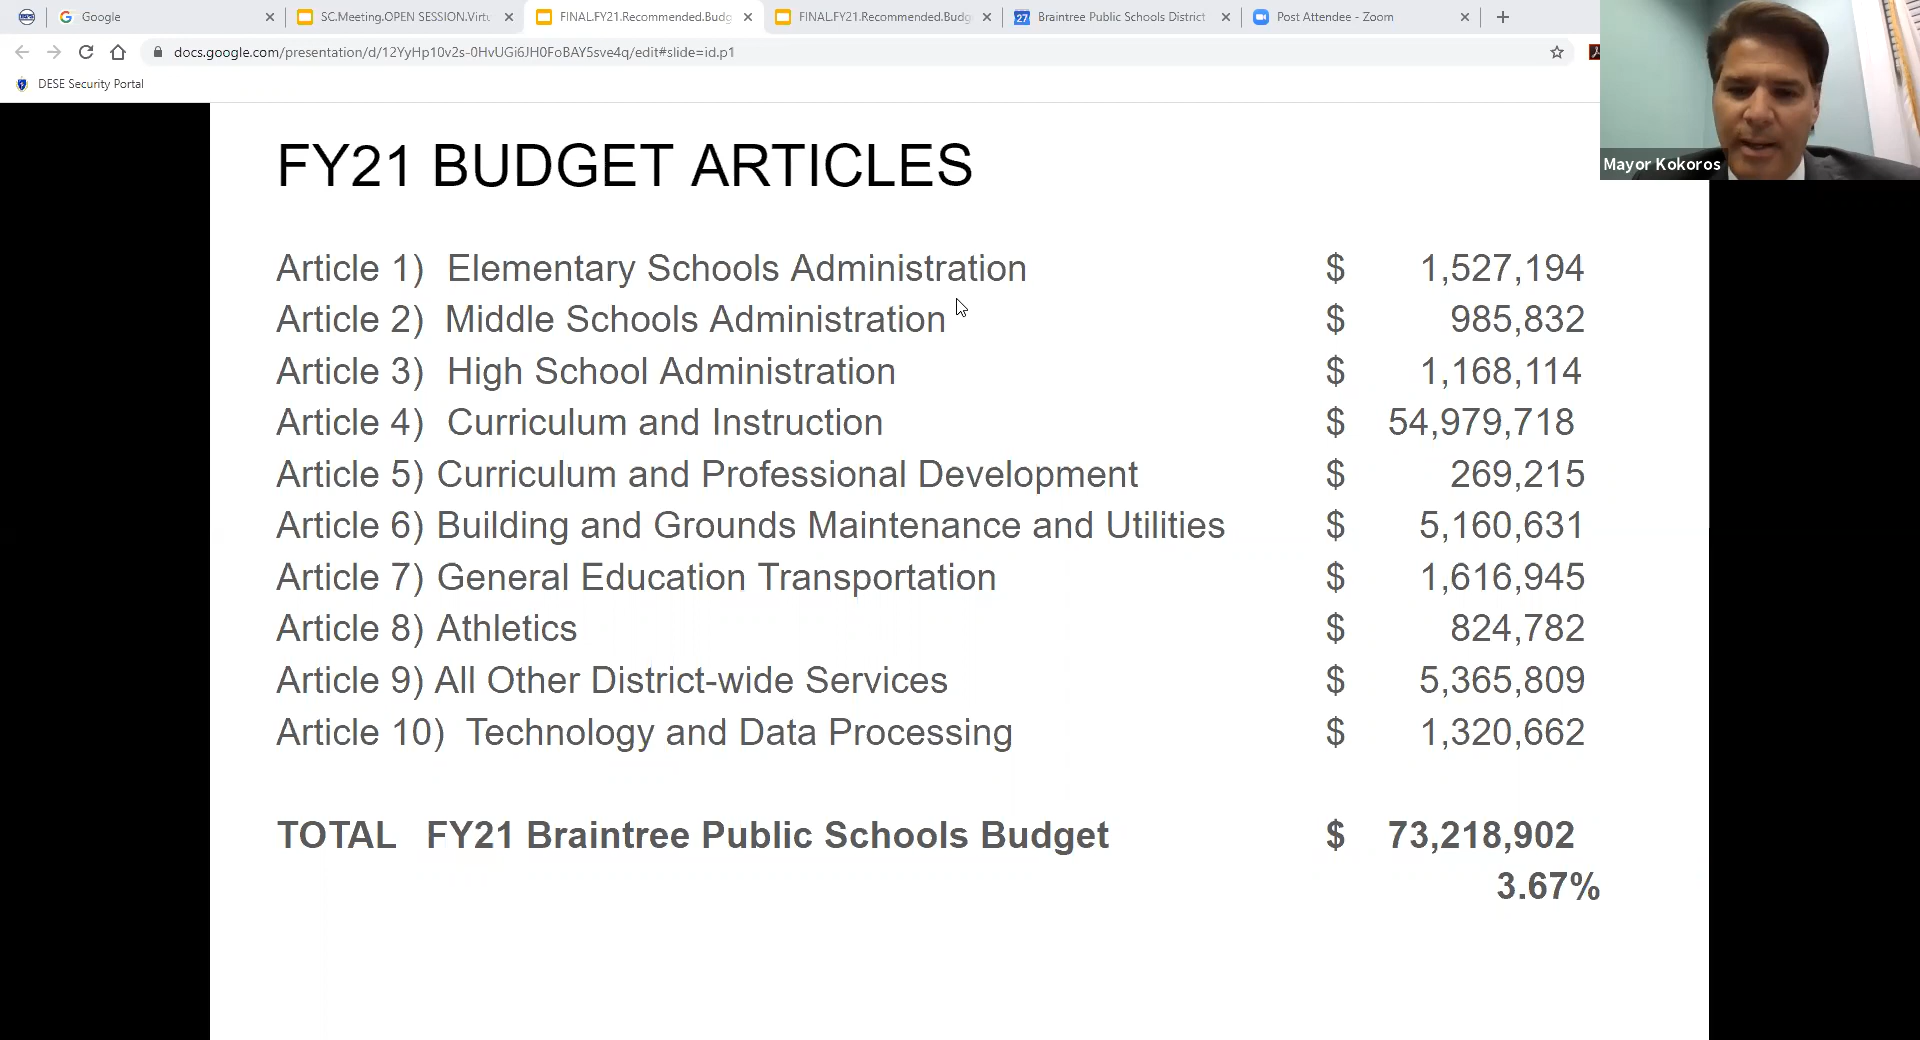 Google
SC.Meeting.OPEN SESSION.Virtu
FINAL.FY21.Recommended.Budg
FINAL.FY21.Recommended.Budg
27
Braintree Public Schools District
Post Attendee - Zoom
docs.google.com/presentation/d/12YyHp10v2s-0HvUGi6JH0FoBAY5sve4q/edit#slide=id.p1
DESE Security Portal
Mayor Kokoros
FY21 BUDGET ARTICLES
Article 1) Elementary Schools Administration $ 1,527,194
Article 2) Middle Schools Administration $ 985,832
Article 3) High School Administration $ 1,168,114
Article 4) Curriculum and Instruction $ 54,979,718
Article 5) Curriculum and Professional Development $ 269,215
Article 6) Building and Grounds Maintenance and Utilities $ 5,160,631
Article 7) General Education Transportation $ 1,616,945
Article 8) Athletics $ 824,782
Article 9) All Other District-wide Services $ 5,365,809
Article 10) Technology and Data Processing $ 1,320,662
TOTAL FY21 Braintree Public Schools Budget $ 73,218,902
3.67%